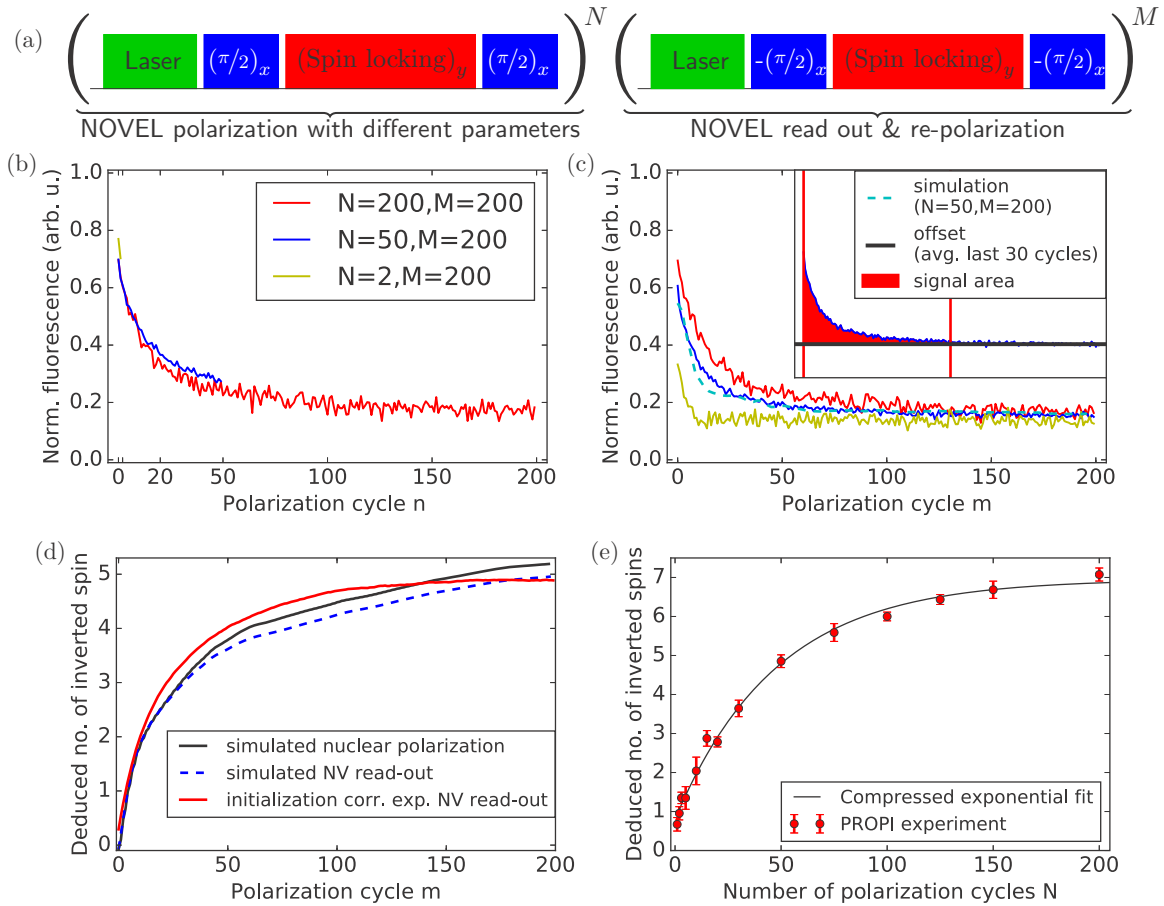 (a)
( Laser (π/2)x (Spin locking)y (π/2)x )N ( Laser -(π/2)x (Spin locking)y -(π/2)x )M
NOVEL polarization with different parameters
NOVEL read out & re-polarization
(b)
Norm. fluorescence (arb. u.)
1.0
0.8
0.6
0.4
0.2
0.0
N=200,M=200
N=50,M=200
N=2,M=200
0 20 50 100 150 200
Polarization cycle n
(c)
Norm. fluorescence (arb. u.)
1.0
0.8
0.6
0.4
0.2
0.0
simulation
(N=50,M=200)
offset
(avg. last 30 cycles)
signal area
0 50 100 150 200
Polarization cycle m
(d)
Deduced no. of inverted spin
5
4
3
2
1
0
simulated nuclear polarization
simulated NV read-out
initialization corr. exp. NV read-out
0 50 100 150 200
Polarization cycle m
(e)
Deduced no. of inverted spins
7
6
5
4
3
2
1
0
Compressed exponential fit
PROPI experiment
0 50 100 150 200
Number of polarization cycles N